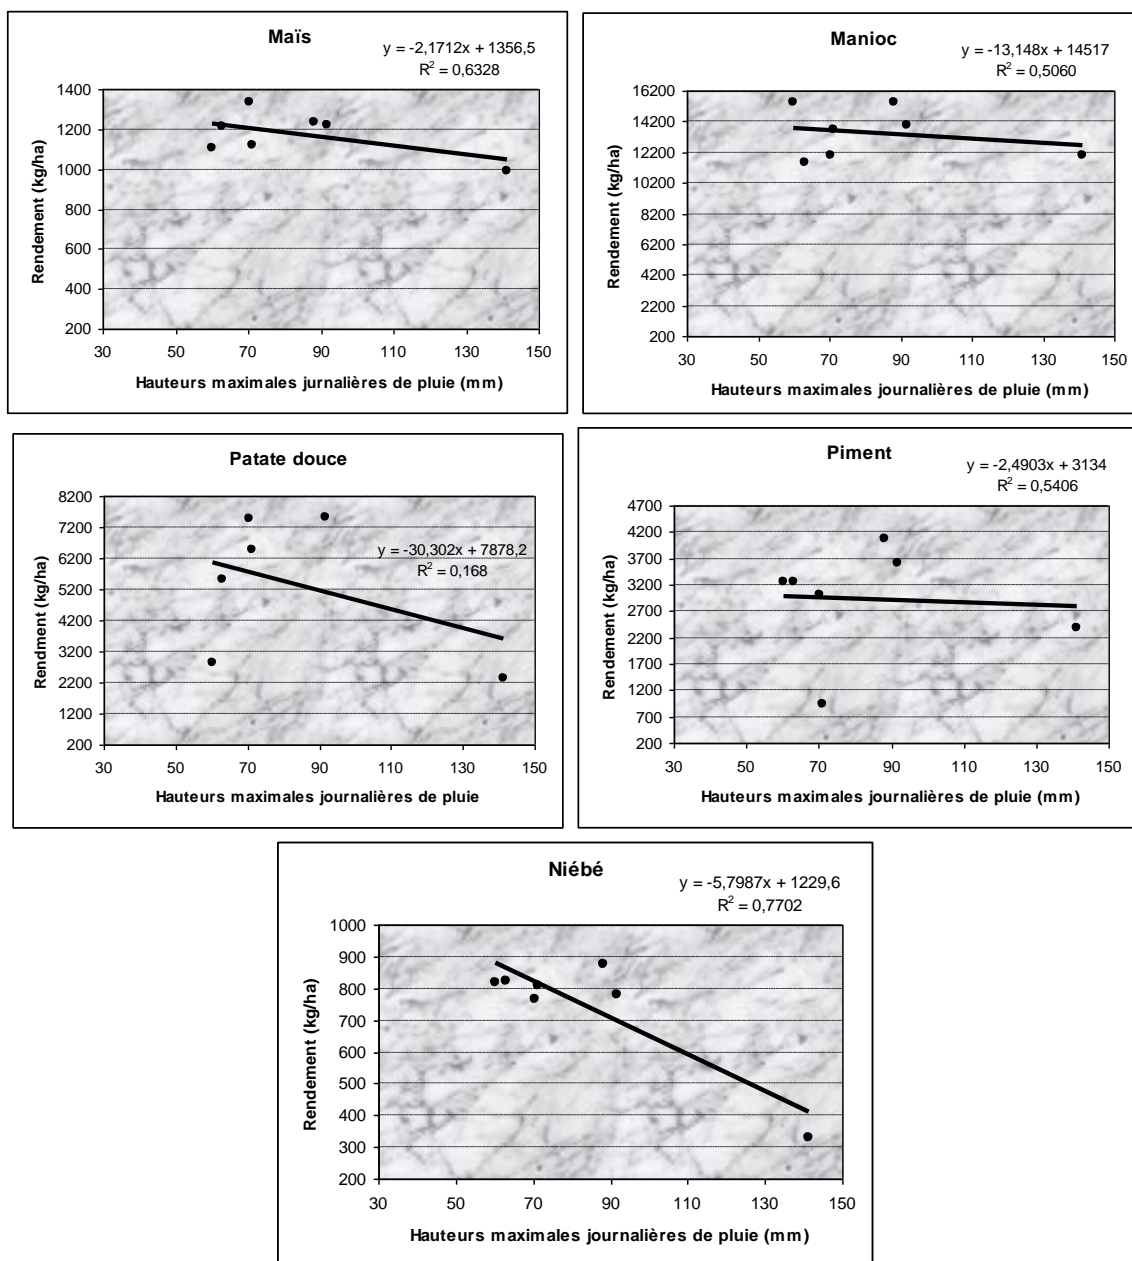 Maïs
y = -2,1712x + 1356,5
R² = 0,6328
Rendement (kg/ha)
1400
1200
1000
800
600
400
200
30 50 70 90 110 130 150
Hauteurs maximales jurnalières de pluie (mm)
Manioc
y = -13,148x + 14517
R² = 0,5060
Rendement (kg/ha)
16200
14200
12200
10200
8200
6200
4200
2200
200
30 50 70 90 110 130 150
Hauteurs maximales journalières de pluie (mm)
Patate douce
y = -30,302x + 7878,2
R² = 0,168
Rendment (kg/ha)
8200
7200
6200
5200
4200
3200
2200
1200
200
30 50 70 90 110 130 150
Hauteurs maximales journalières de pluie
Piment
y = -2,4903x + 3134
R² = 0,5406
Rendement (kg/ha)
4700
4200
3700
3200
2700
2200
1700
1200
700
200
30 50 70 90 110 130 150
Hauteurs maximales journalières de pluie (mm)
Niébé
y = -5,7987x + 1229,6
R² = 0,7702
Rendement (kg/ha)
1000
900
800
700
600
500
400
300
200
30 50 70 90 110 130 150
Hauteurs maximales journalières de pluie (mm)